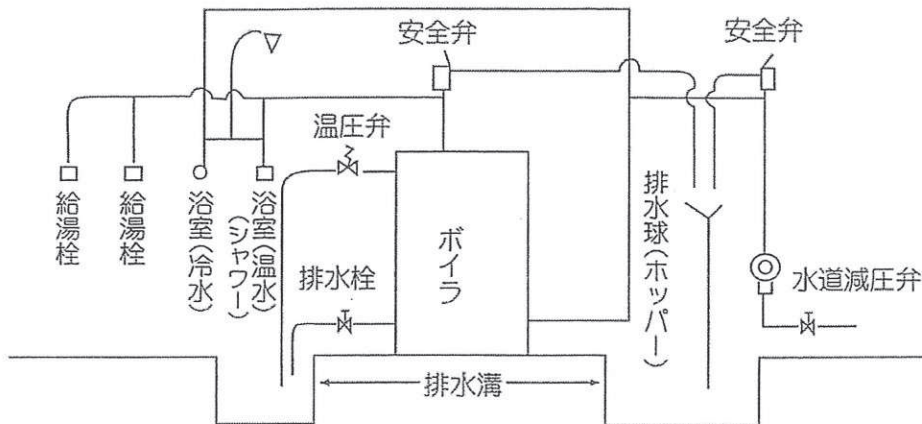 安全弁
安全弁
温圧弁
給湯栓
給湯栓
浴室(冷水)
(シャワー)
浴室(温水)
排水栓
ボイラ
排水球(ホッパー)
水道減圧弁
排水溝